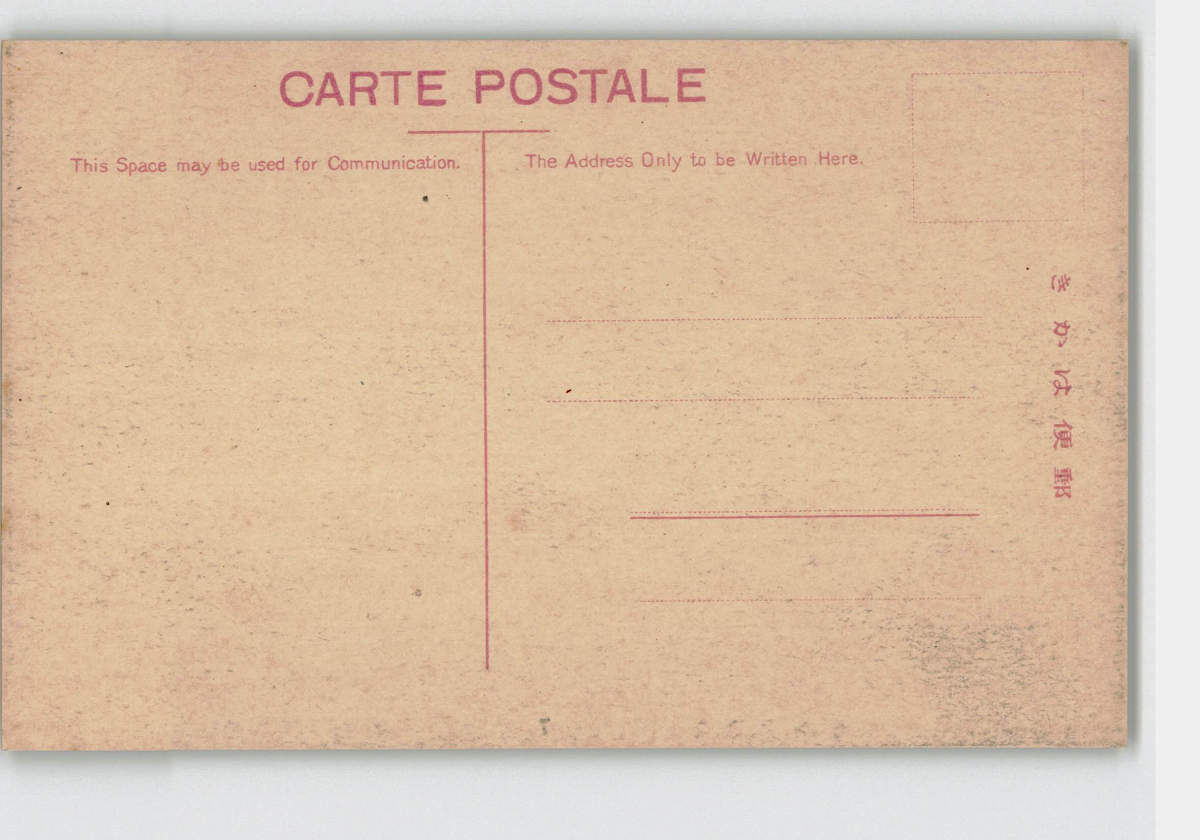 CARTE POSTALE
This Space may be used for Communication.
The Address Only to be Written Here.
郵便はかき